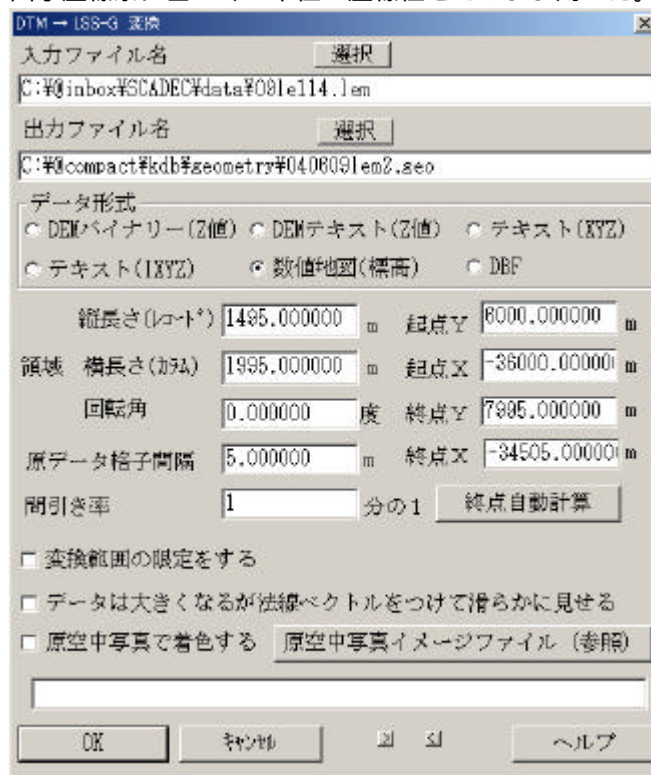 DTM → LSS-G 変換
入力ファイル名 選択
C:¥@inbox¥SCADEC¥data¥09le114.lem
出力ファイル名 選択
C:¥@compact¥kdb¥geometry¥040609lem2.geo
データ形式
DEMバイナリー(Z値) DEMテキスト(Z値) テキスト(XYZ)
テキスト(IXYZ) 数値地図(標高) DBF
縦長さ(ﾚｺｰﾄﾞ) 1495.000000 m 起点Y 6000.000000 m
領域 横長さ(ｶﾗﾑ) 1995.000000 m 起点X -36000.00000 m
回転角 0.000000 度 終点Y 7995.000000 m
原データ格子間隔 5.000000 m 終点X -34505.00000 m
間引き率 1 分の1 終点自動計算
変換範囲の限定をする
データは大きくなるが法線ベクトルをつけて滑らかに見せる
原空中写真で着色する 原空中写真イメージファイル (参照)
OK ｷｬﾝｾﾙ > < ヘルプ